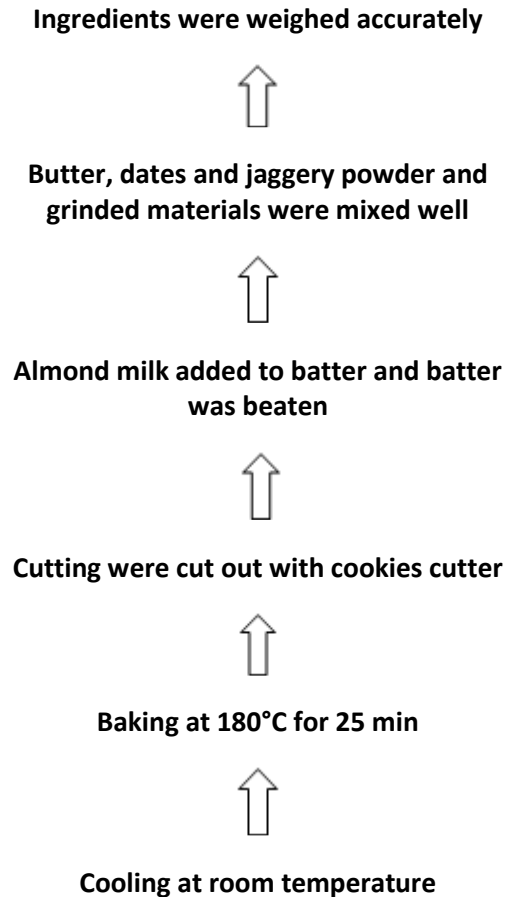 Ingredients were weighed accurately
Butter, dates and jaggery powder and
grinded materials were mixed well
Almond milk added to batter and batter
was beaten
Cutting were cut out with cookies cutter
Baking at 180°C for 25 min
Cooling at room temperature